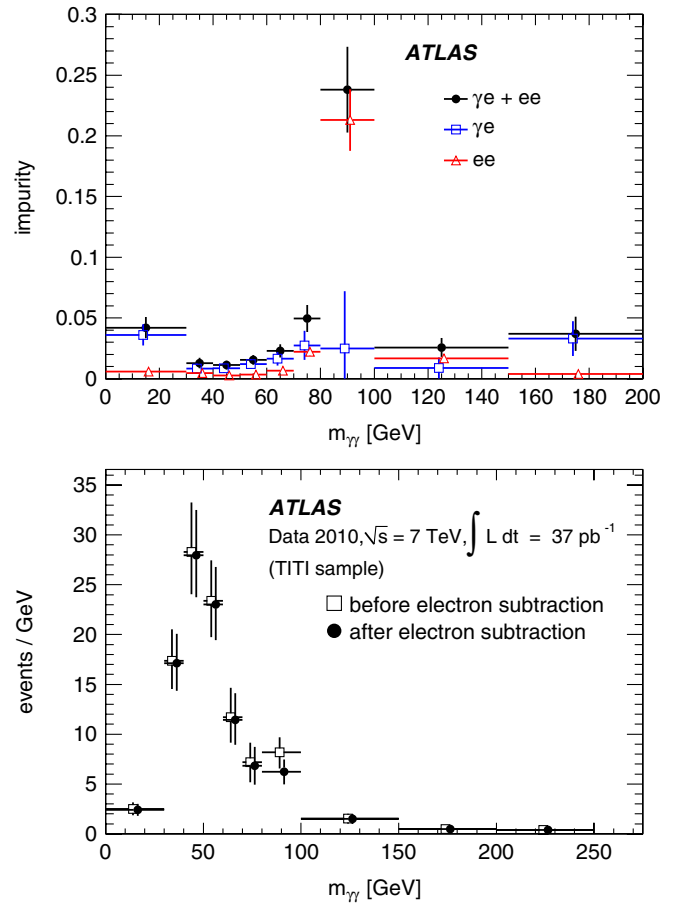 0.3
0.25
0.2
0.15
0.1
0.05
0
impurity
ATLAS
γe + ee
γe
ee
0 20 40 60 80 100 120 140 160 180 200
m_γγ [GeV]
35
30
25
20
15
10
5
0
events / GeV
ATLAS
Data 2010,√s = 7 TeV,∫ L dt = 37 pb⁻¹
(TITI sample)
before electron subtraction
after electron subtraction
0 50 100 150 200 250
m_γγ [GeV]